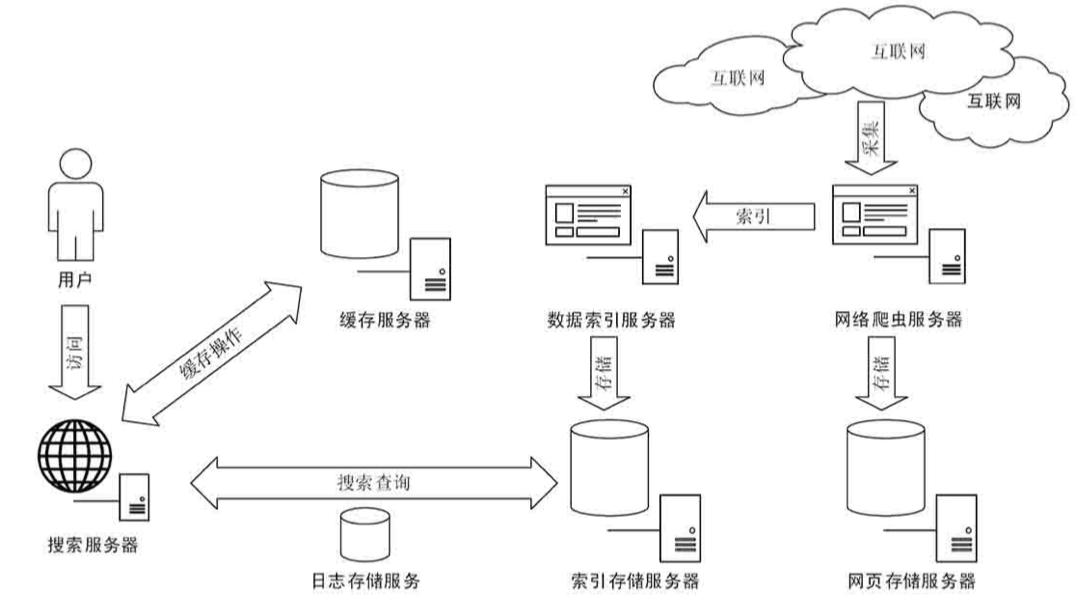 互联网
互联网
互联网
采集
用户
缓存服务器
索引
数据索引服务器
网络爬虫服务器
访问
缓存操作
存储
存储
搜索查询
搜索服务器
日志存储服务
索引存储服务器
网页存储服务器